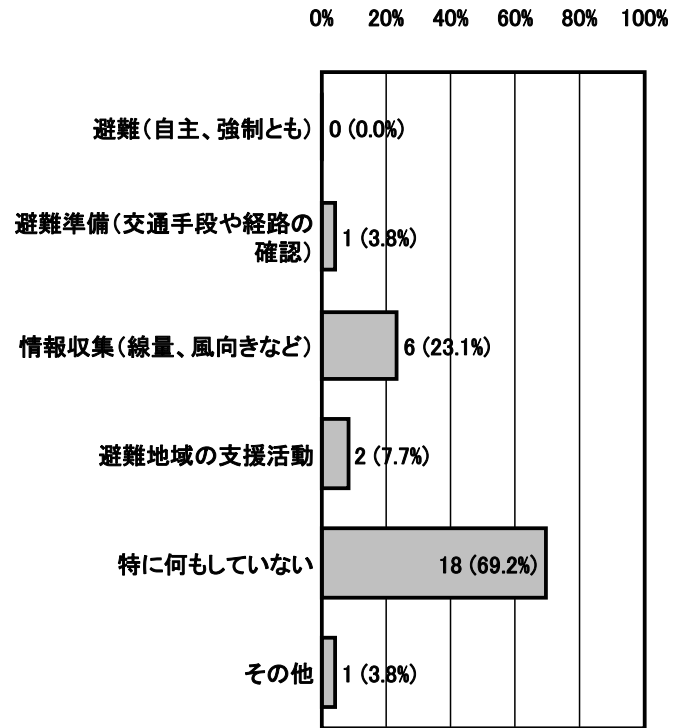 0% 20% 40% 60% 80% 100%
避難（自主、強制とも） 0 (0.0%)
避難準備（交通手段や経路の
確認） 1 (3.8%)
情報収集（線量、風向きなど） 6 (23.1%)
避難地域の支援活動 2 (7.7%)
特に何もしていない 18 (69.2%)
その他 1 (3.8%)